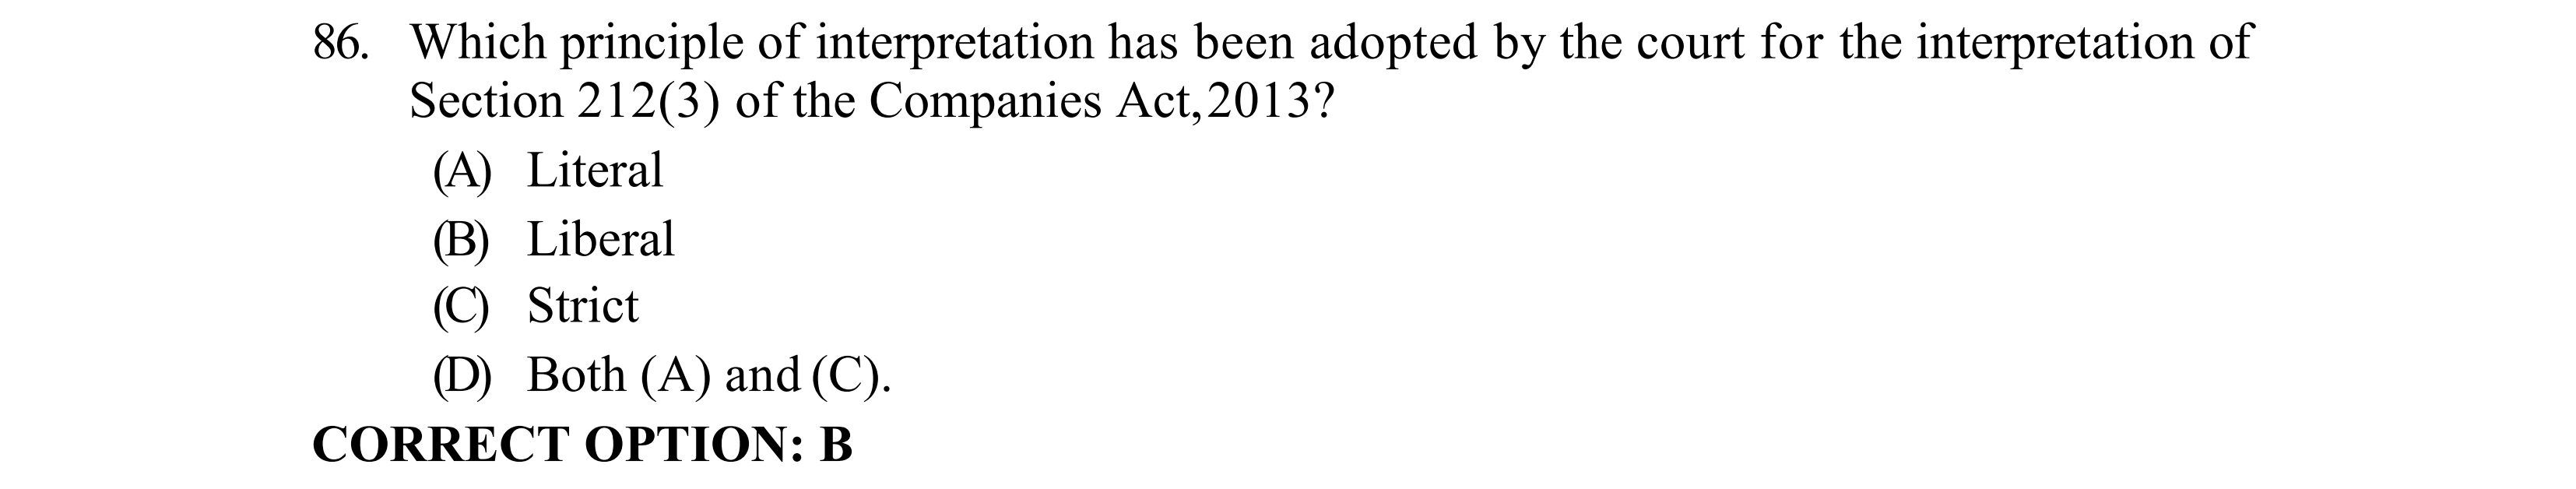 86. Which principle of interpretation has been adopted by the court for the interpretation of
Section 212(3) of the Companies Act,2013?
(A) Literal
(B) Liberal
(C) Strict
(D) Both (A) and (C).
CORRECT OPTION: B